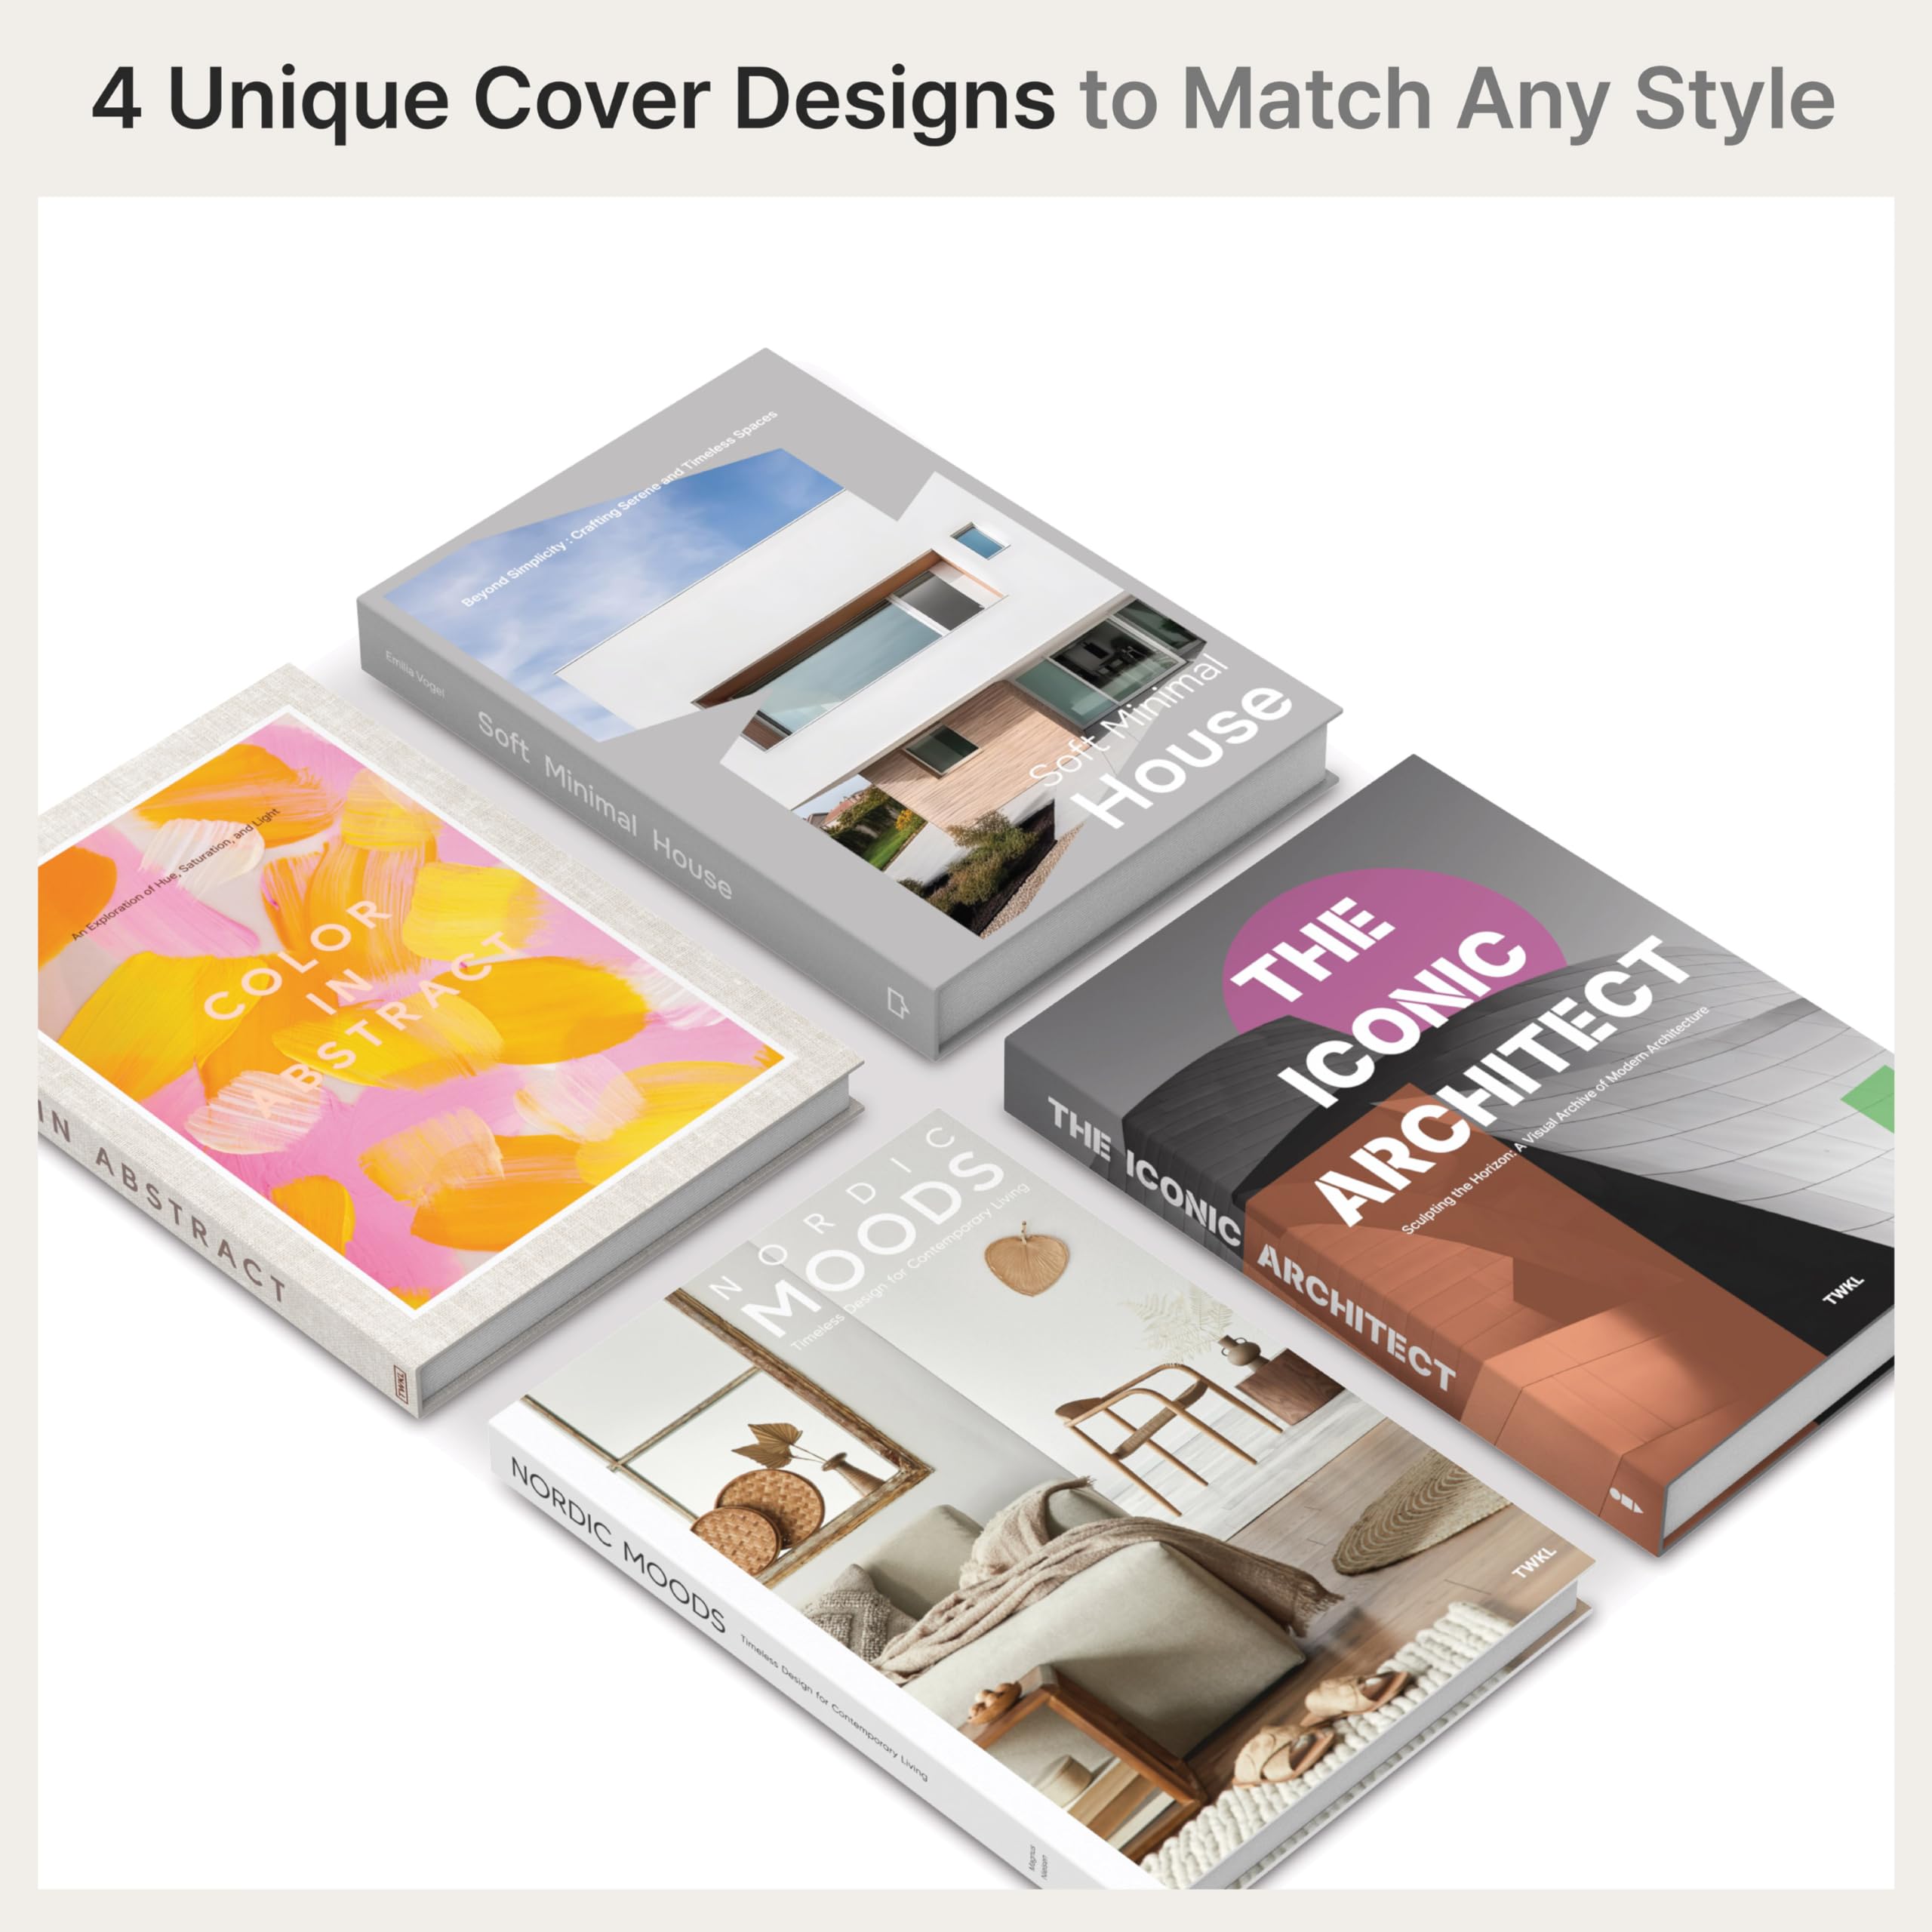 4 Unique Cover Designs to Match Any Style
Beyond Simplicity : Crafting Serene and Timeless Spaces
Soft Minimal
House
Emilia Vogel
Soft Minimal House
An Exploration of Hue, Saturation, and Light
COLOR
IN
ABSTRACT
IN ABSTRACT
TWKL
THE
ICONIC
ARCHITECT
Sculpting the Horizon: A Visual Archive of Modern Architecture
TWKL
THE ICONIC ARCHITECT
NORDIC
MOODS
Timeless Design for Contemporary Living
TWKL
NORDIC MOODS Timeless Design for Contemporary Living
Magnus
Nielsen